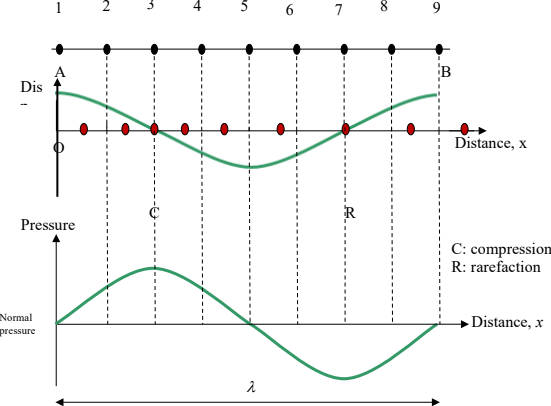 1 2 3 4 5 6 7 8 9
A B
Dis
Distance, x
O
C R
Pressure
C: compression
R: rarefaction
Normal
pressure
Distance, x
λ